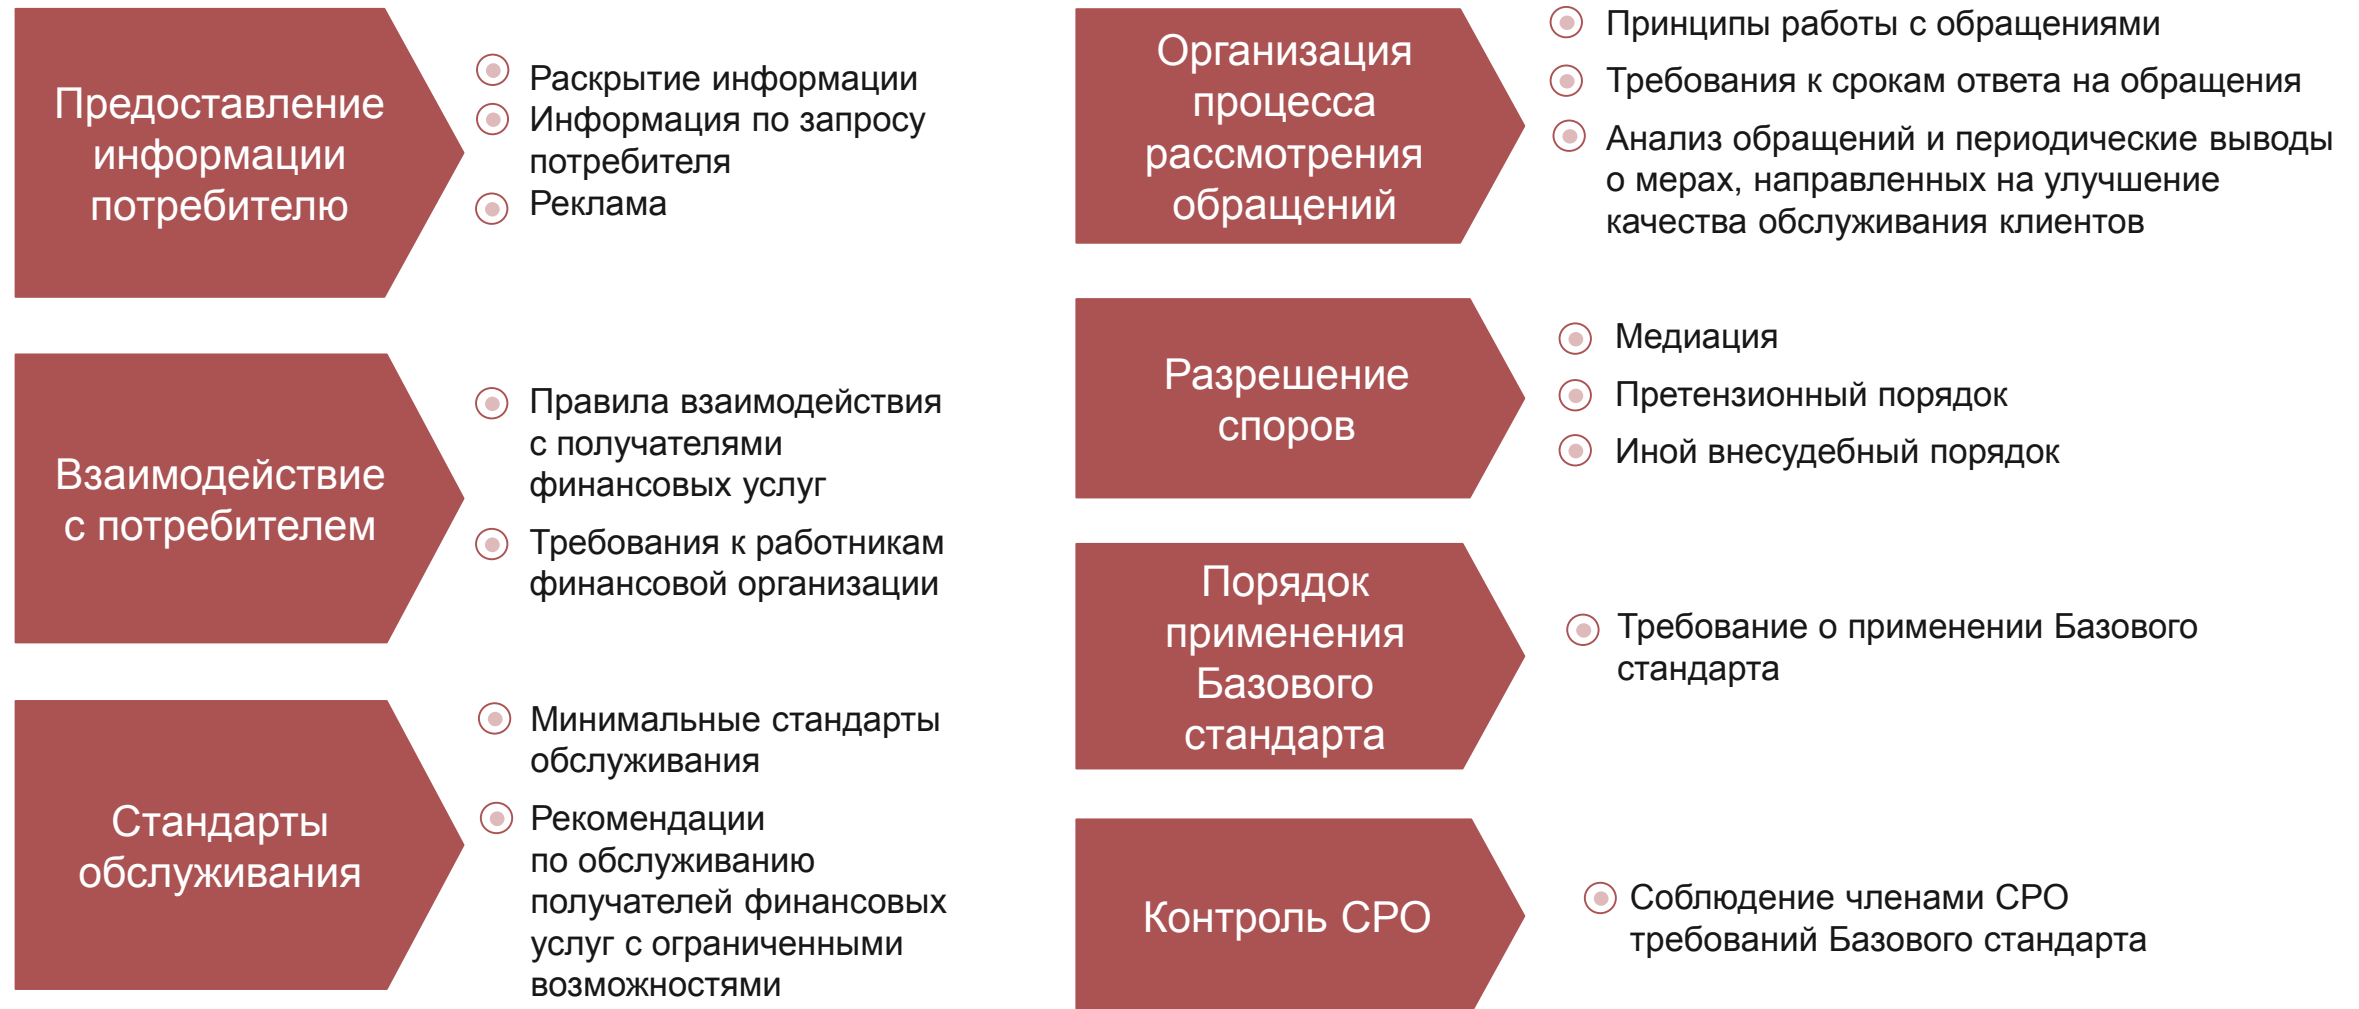 Предоставление
информации
потребителю
Раскрытие информации
Информация по запросу
потребителя
Реклама
Взаимодействие
с потребителем
Правила взаимодействия
с получателями
финансовых услуг
Требования к работникам
финансовой организации
Стандарты
обслуживания
Минимальные стандарты
обслуживания
Рекомендации
по обслуживанию
получателей финансовых
услуг с ограниченными
возможностями
Организация
процесса
рассмотрения
обращений
Принципы работы с обращениями
Требования к срокам ответа на обращения
Анализ обращений и периодические выводы
о мерах, направленных на улучшение
качества обслуживания клиентов
Разрешение
споров
Медиация
Претензионный порядок
Иной внесудебный порядок
Порядок
применения
Базового
стандарта
Требование о применении Базового
стандарта
Контроль СРО
Соблюдение членами СРО
требований Базового стандарта